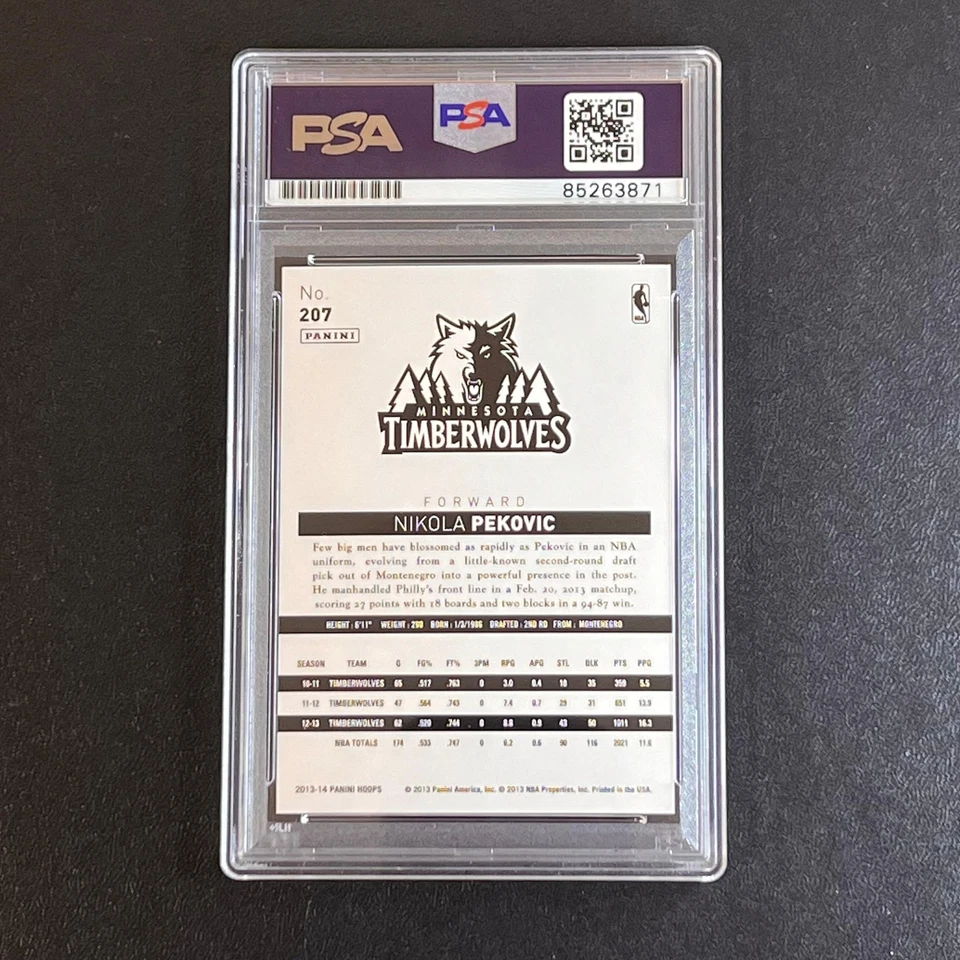 PSA PSA
85263871
No.
207
PANINI
NBA
MINNESOTA
TIMBERWOLVES
FORWARD
NIKOLA PEKOVIC
Few big men have blossomed as rapidly as Pekovic in an NBA
uniform, evolving from a little-known second-round draft
pick out of Montenegro into a powerful presence in the post.
He manhandled Philly's front line in a Feb. 20, 2013 matchup,
scoring 27 points with 18 boards and two blocks in a 94-87 win.
HEIGHT: 6'11" WEIGHT: 290 BORN: 1/3/1986 DRAFTED: 2ND RD FROM: MONTENEGRO
SEASON TEAM G FG% FT% 3PM RPG APG STL BLK PTS PPG
10-11 TIMBERWOLVES 65 .517 .763 0 3.0 0.4 18 35 359 5.5
11-12 TIMBERWOLVES 47 .564 .743 0 7.4 0.7 29 31 651 13.9
12-13 TIMBERWOLVES 62 .520 .744 0 8.8 0.9 43 50 1011 16.3
NBA TOTALS 174 .533 .747 0 6.2 0.6 90 116 2021 11.6
2013-14 PANINI HOOPS © 2013 Panini America, Inc. © 2013 NBA Properties, Inc. Printed in the USA.